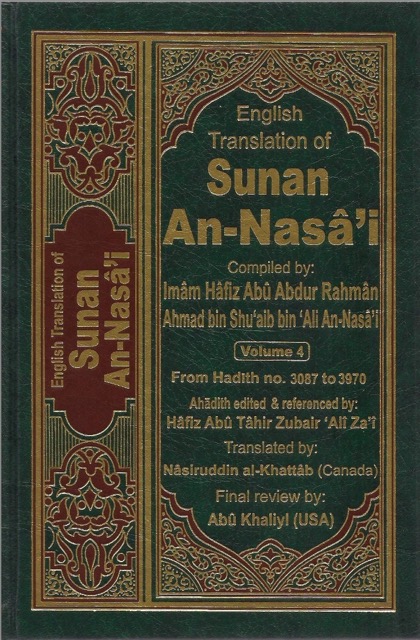 English Translation of
Sunan
An-Nasâ'i
English
Translation of
Sunan
An-Nasâ'i
Compiled by:
Imâm Hâfiz Abû Abdur Rahmân
Ahmad bin Shu'aib bin 'Ali An-Nasâ'i
Volume 4
From Hadîth no. 3087 to 3970
Ahâdîth edited & referenced by:
Hâfiz Abû Tâhir Zubair 'Alî Za'î
Translated by:
Nâsiruddin al-Khattâb (Canada)
Final review by:
Abû Khaliyl (USA)